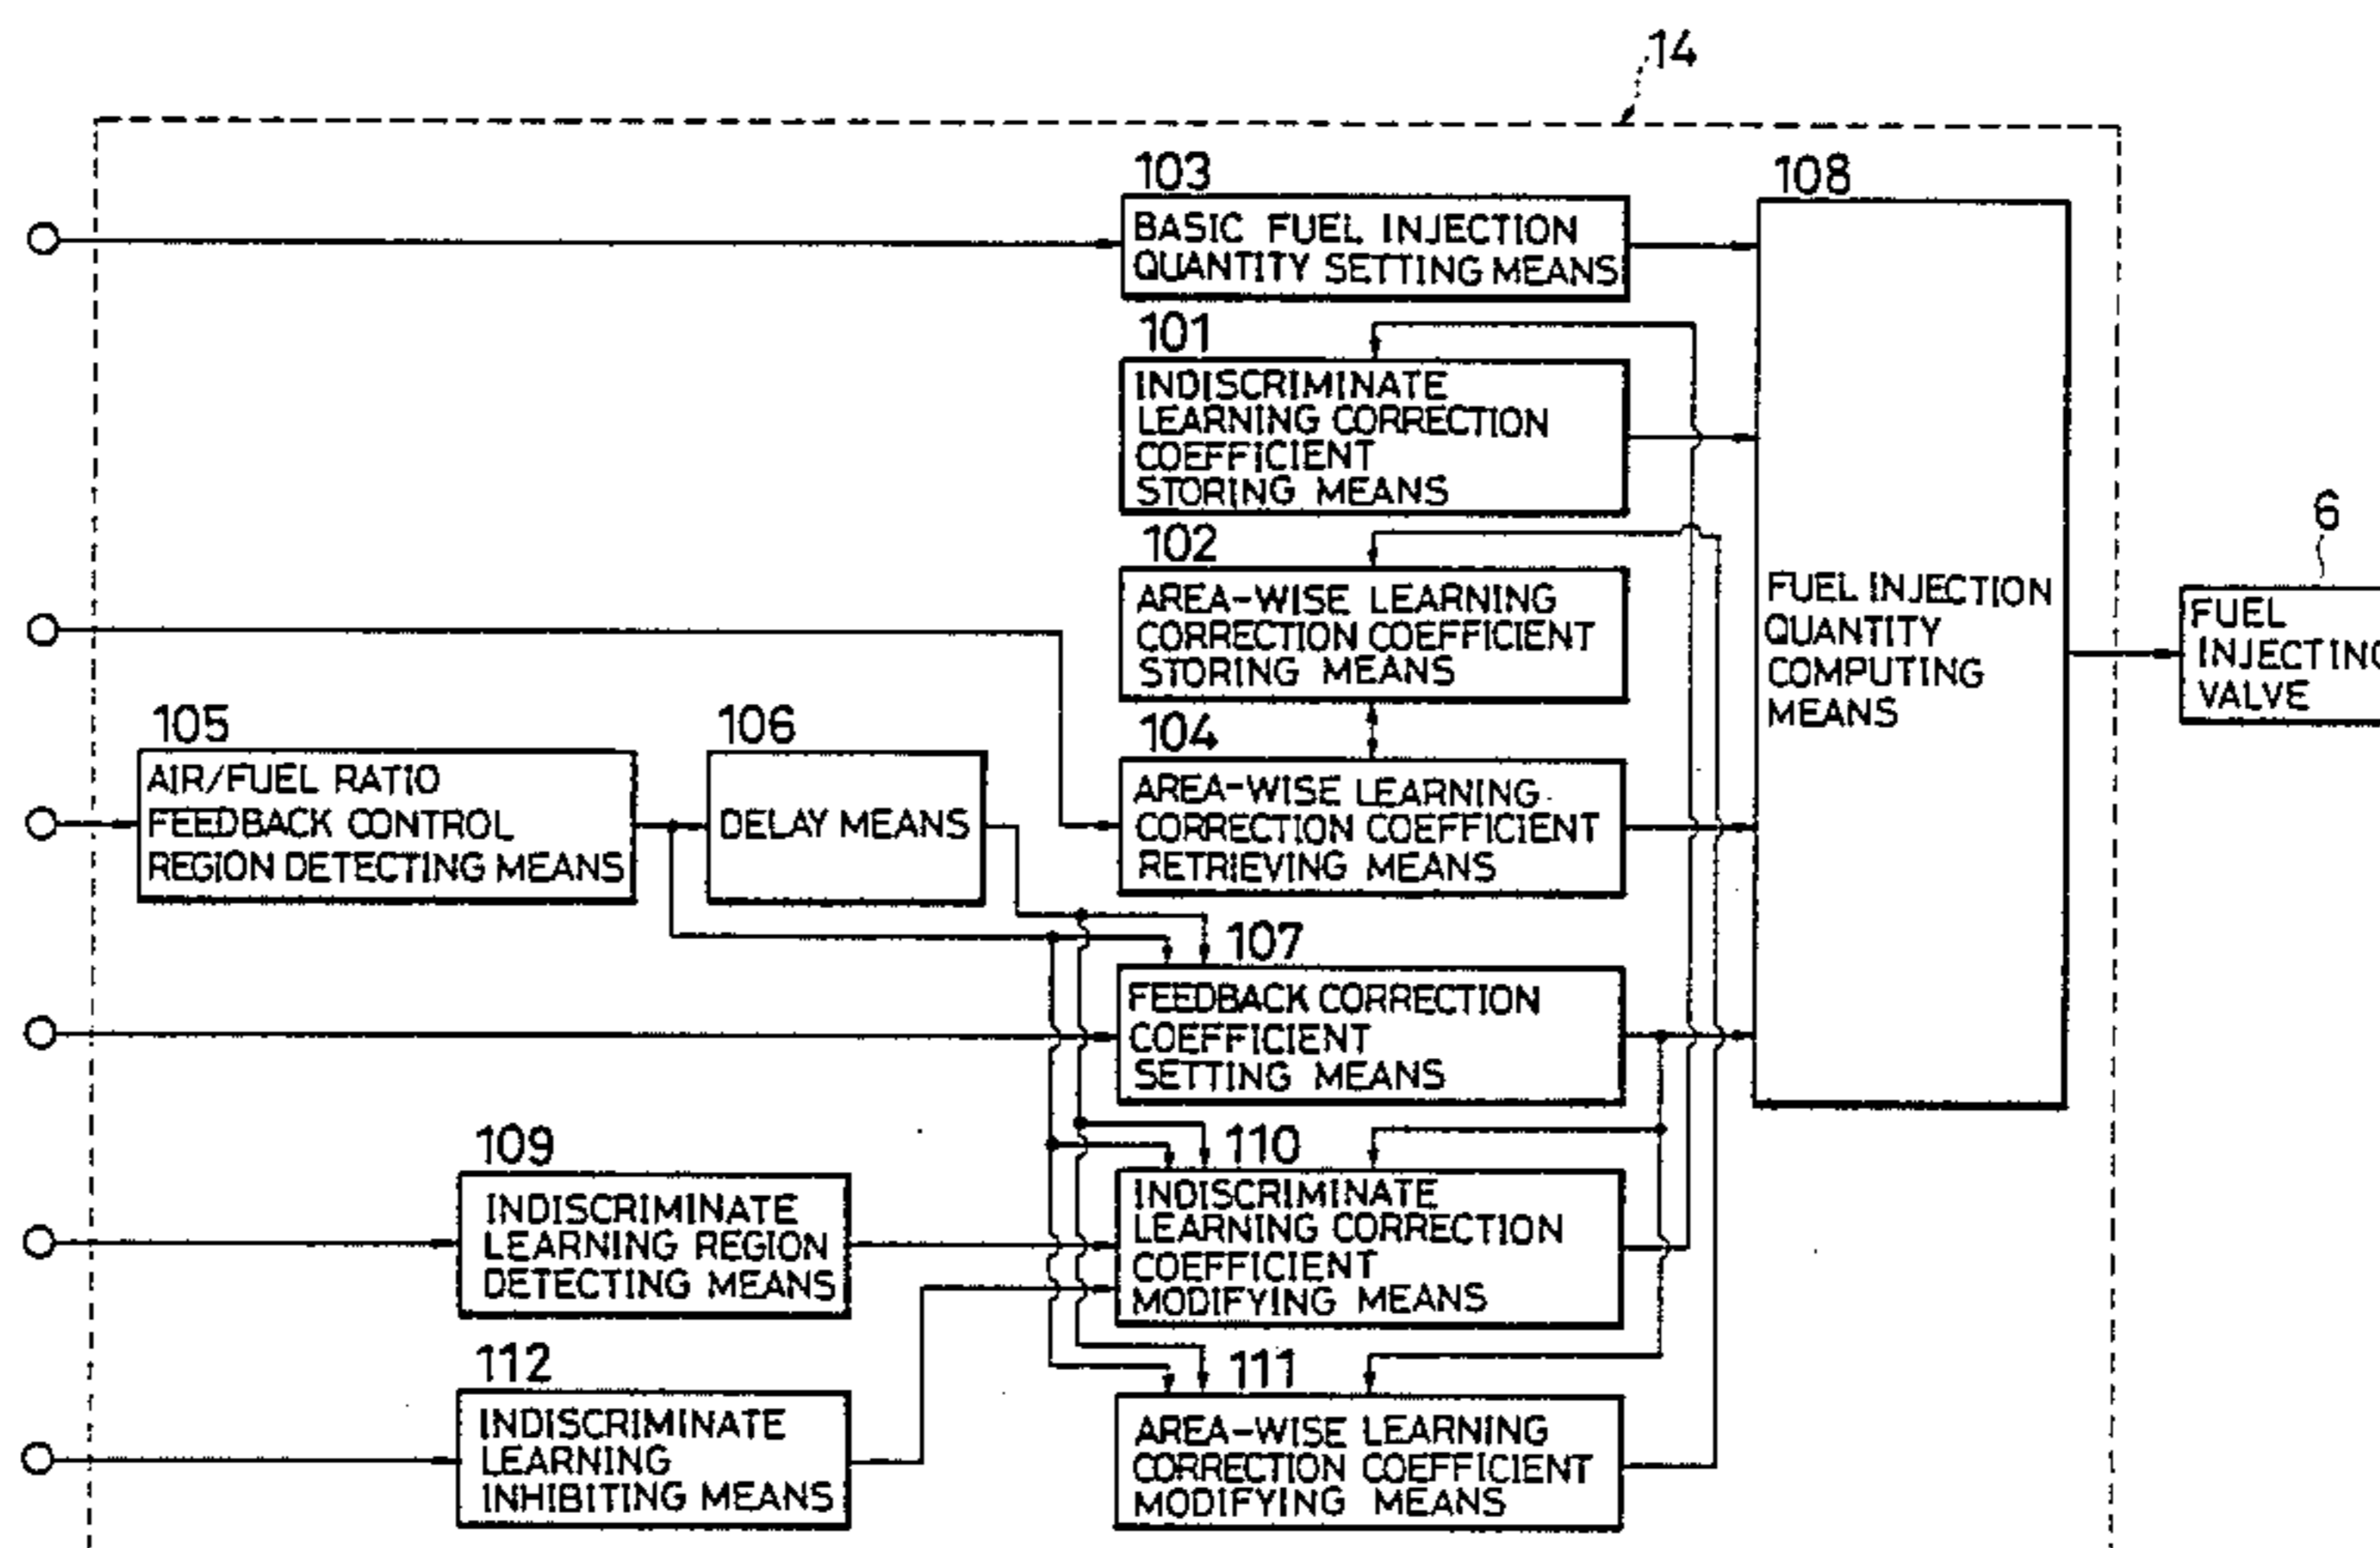 14
103
BASIC FUEL INJECTION
QUANTITY SETTING MEANS
108
FUEL INJECTION
QUANTITY
COMPUTING
MEANS
101
INDISCRIMINATE
LEARNING CORRECTION
COEFFICIENT
STORING MEANS
102
AREA-WISE LEARNING
CORRECTION COEFFICIENT
STORING MEANS
6
FUEL
INJECTING
VALVE
105
AIR/FUEL RATIO
FEEDBACK CONTROL
REGION DETECTING MEANS
106
DELAY MEANS
104
AREA-WISE LEARNING
CORRECTION COEFFICIENT
RETRIEVING MEANS
107
FEEDBACK CORRECTION
COEFFICIENT
SETTING MEANS
109
INDISCRIMINATE
LEARNING REGION
DETECTING MEANS
110
INDISCRIMINATE
LEARNING CORRECTION
COEFFICIENT
MODIFYING MEANS
112
INDISCRIMINATE
LEARNING
INHIBITING MEANS
111
AREA-WISE LEARNING
CORRECTION COEFFICIENT
MODIFYING MEANS